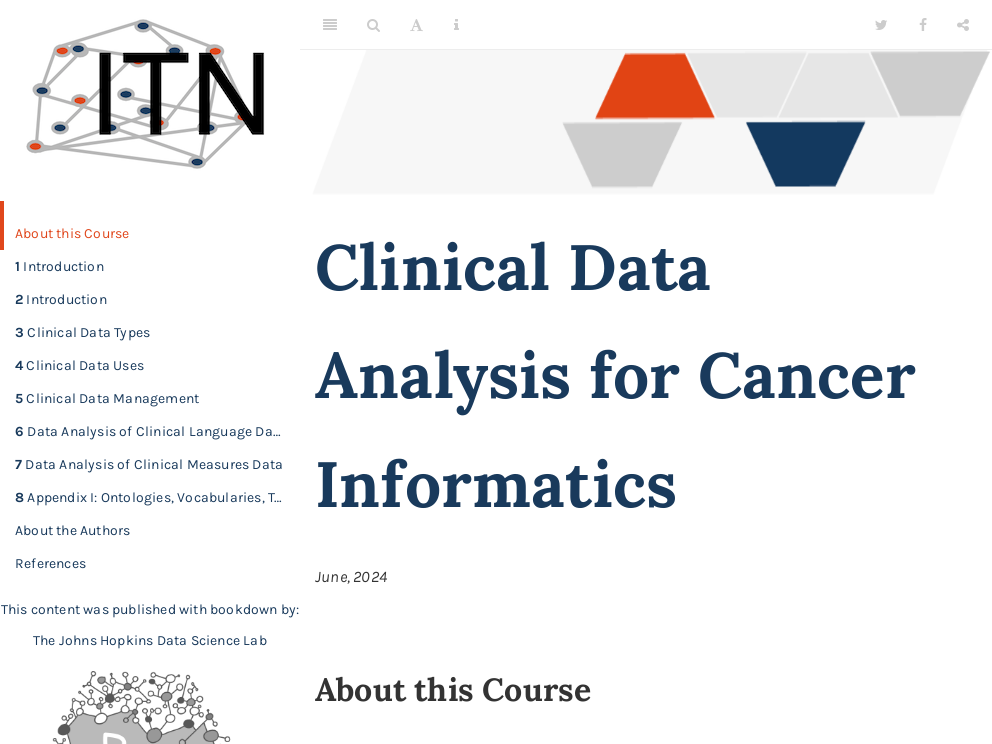 ITN
About this Course
1 Introduction
2 Introduction
3 Clinical Data Types
4 Clinical Data Uses
5 Clinical Data Management
6 Data Analysis of Clinical Language Da...
7 Data Analysis of Clinical Measures Data
8 Appendix I: Ontologies, Vocabularies, T...
About the Authors
References
This content was published with bookdown by:
The Johns Hopkins Data Science Lab
Clinical Data
Analysis for Cancer
Informatics
June, 2024
About this Course